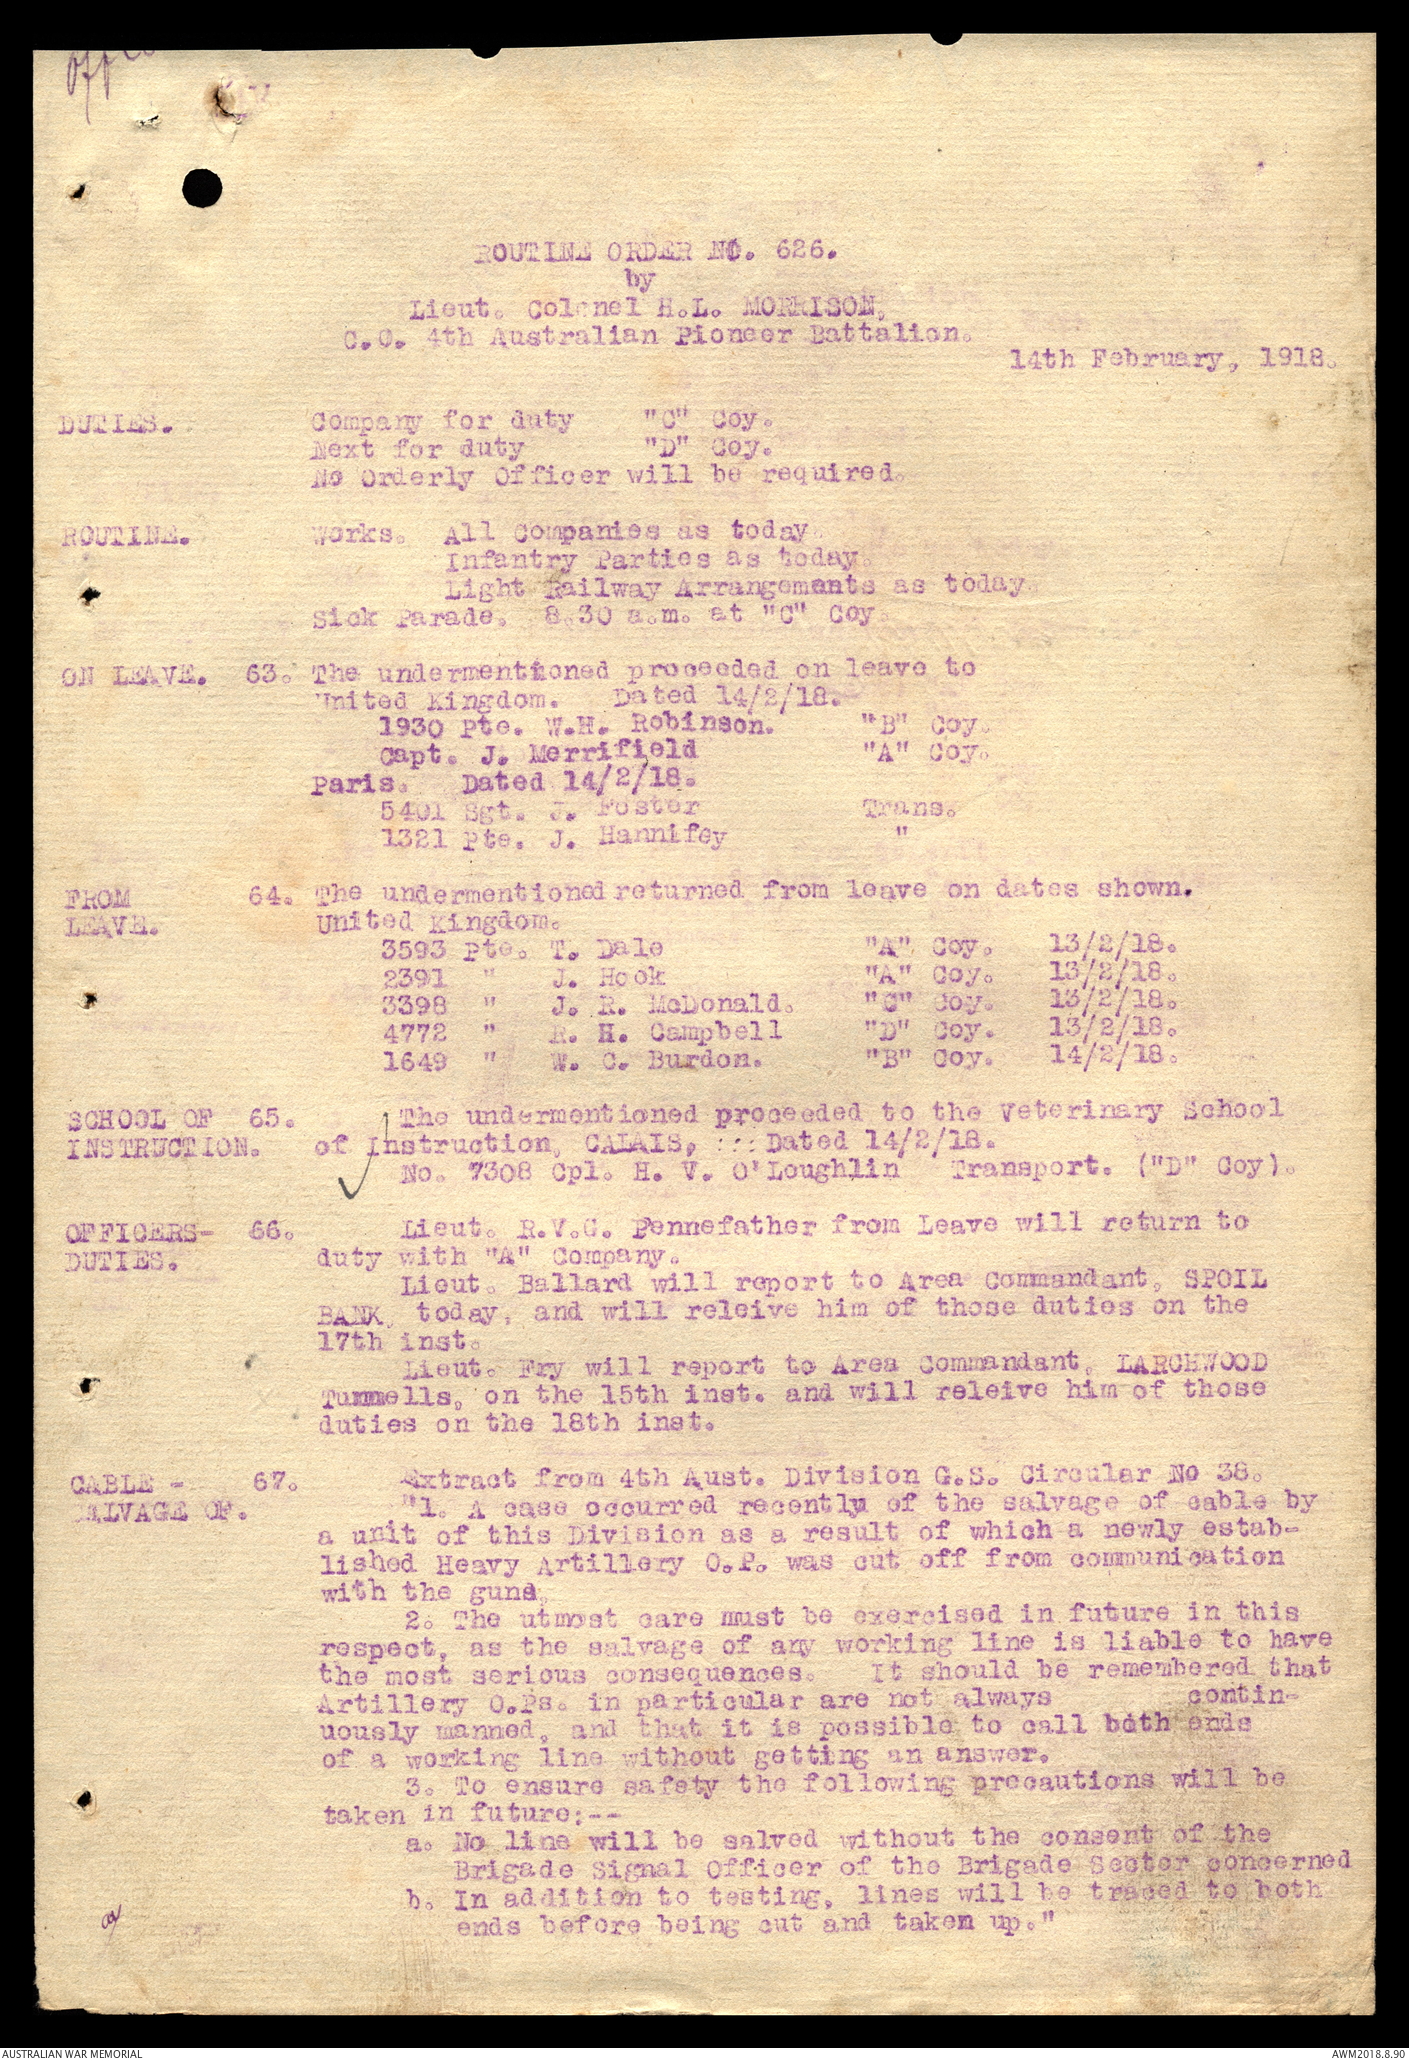 ROUTINE ORDER NO. 626.
by
Lieut. Colonel H.L. MORRISON,
C.O. 4th Australian Pioneer Battalion.
14th February, 1918.
DUTIES. Company for duty "C" Coy.
Next for duty "D" Coy.
No Orderly Officer will be required.
ROUTINE. Works. All Companies as today.
Infantry Parties as today.
Light Railway Arrangements as today.
Sick Parade. 8.30 a.m. at "C" Coy.
ON LEAVE. 63. The undermentioned proceeded on leave to
United Kingdom. Dated 14/2/18.
1930 Pte. W.H. Robinson. "B" Coy.
Capt. J. Merrifield "A" Coy.
Paris. Dated 14/2/18.
5401 Sgt. J. Foster Trans.
1321 Pte. J. Hannifey "
FROM 64. The undermentioned returned from leave on dates shown.
LEAVE. United Kingdom.
3593 Pte. T. Dale "A" Coy. 13/2/18.
2391 " J. Hook "A" Coy. 13/2/18.
3398 " J. R. McDonald. "C" Coy. 13/2/18.
4772 " R. H. Campbell "D" Coy. 13/2/18.
1649 " W. C. Burdon. "B" Coy. 14/2/18.
SCHOOL OF 65. The undermentioned proceeded to the Veterinary School
INSTRUCTION. of Instruction, CALAIS, ::: Dated 14/2/18.
No. 7308 Cpl. H. V. O'Loughlin Transport. ("D" Coy).
OFFICERS- 66. Lieut. R.V.C. Pennefather from Leave will return to
DUTIES. duty with "A" Company.
Lieut. Ballard will report to Area Commandant, SPOIL
BANK, today, and will releive him of those duties on the
17th inst.
Lieut. Fry will report to Area Commandant, LARCHWOOD
Tunnells, on the 15th inst. and will releive him of those
duties on the 18th inst.
CABLE - 67. Extract from 4th Aust. Division G.S. Circular No 38.
SALVAGE OF. "1. A case occurred recently of the salvage of cable by
a unit of this Division as a result of which a newly estab-
lished Heavy Artillery O.P. was cut off from communication
with the guns.
2. The utmost care must be exercised in future in this
respect, as the salvage of any working line is liable to have
the most serious consequences. It should be remembered that
Artillery O.Ps. in particular are not always contin-
uously manned, and that it is possible to call both ends
of a working line without getting an answer.
3. To ensure safety the following precautions will be
taken in future:--
a. No line will be salved without the consent of the
Brigade Signal Officer of the Brigade Sector concerned
b. In addition to testing, lines will be traced to both
ends before being cut and taken up."
AUSTRALIAN WAR MEMORIAL AWM2018.8.90